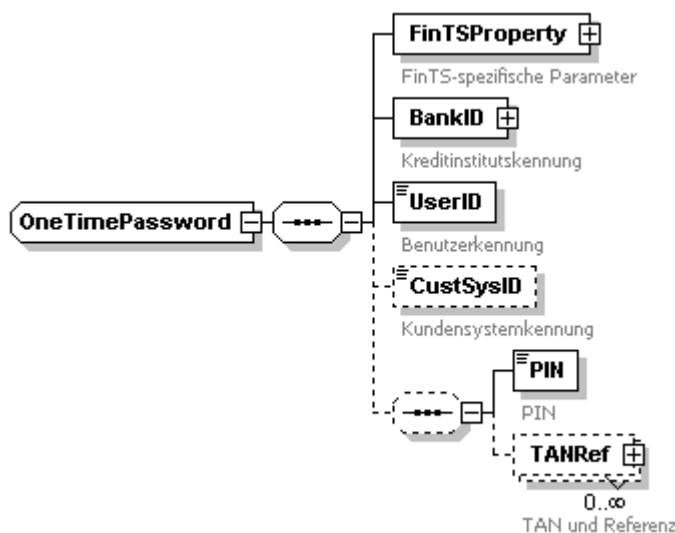 FinTSProperty
FinTS-spezifische Parameter
BankID
Kreditinstitutskennung
OneTimePassword
UserID
Benutzerkennung
CustSysID
Kundensystemkennung
PIN
PIN
TANRef
0..∞
TAN und Referenz